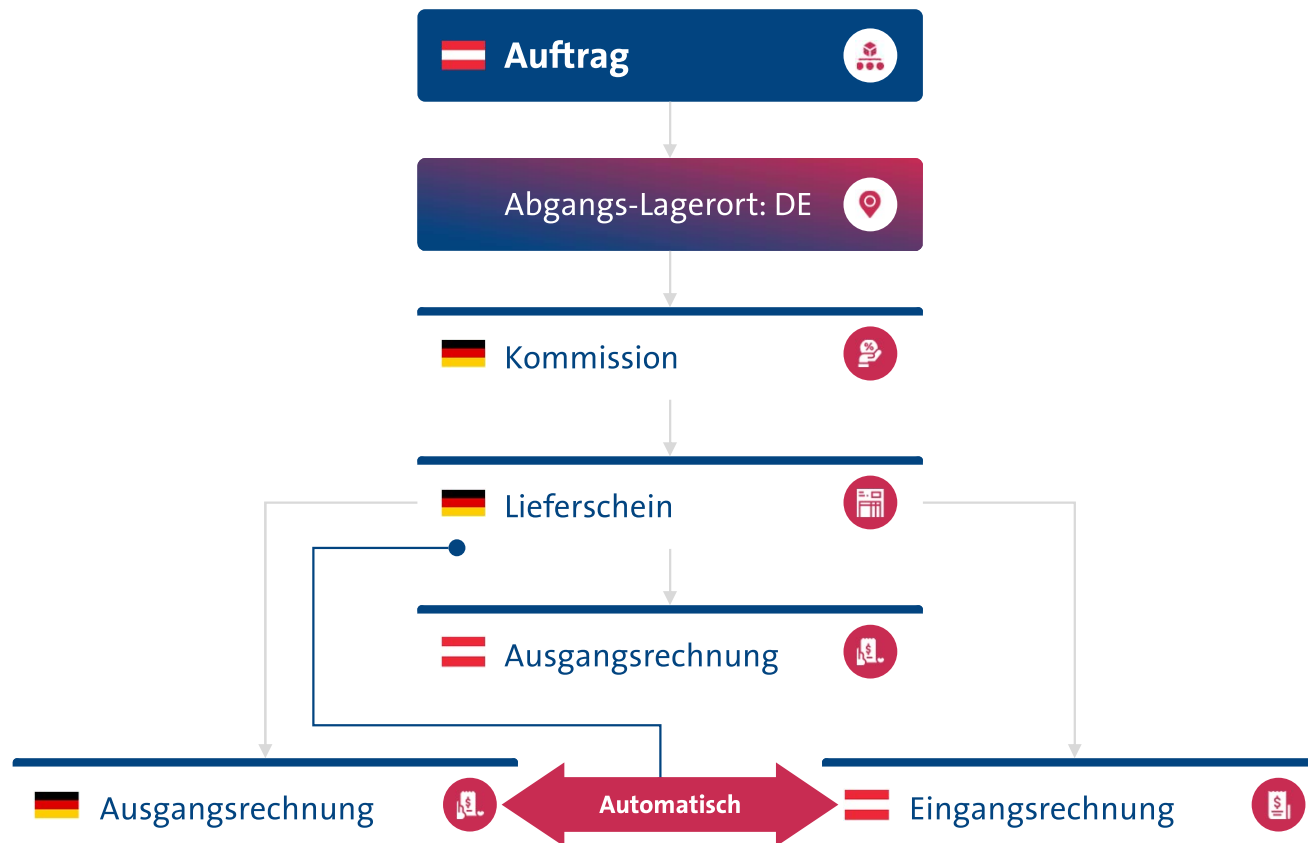 Auftrag
Abgangs-Lagerort: DE
Kommission
Lieferschein
Ausgangsrechnung
Ausgangsrechnung
Automatisch
Eingangsrechnung